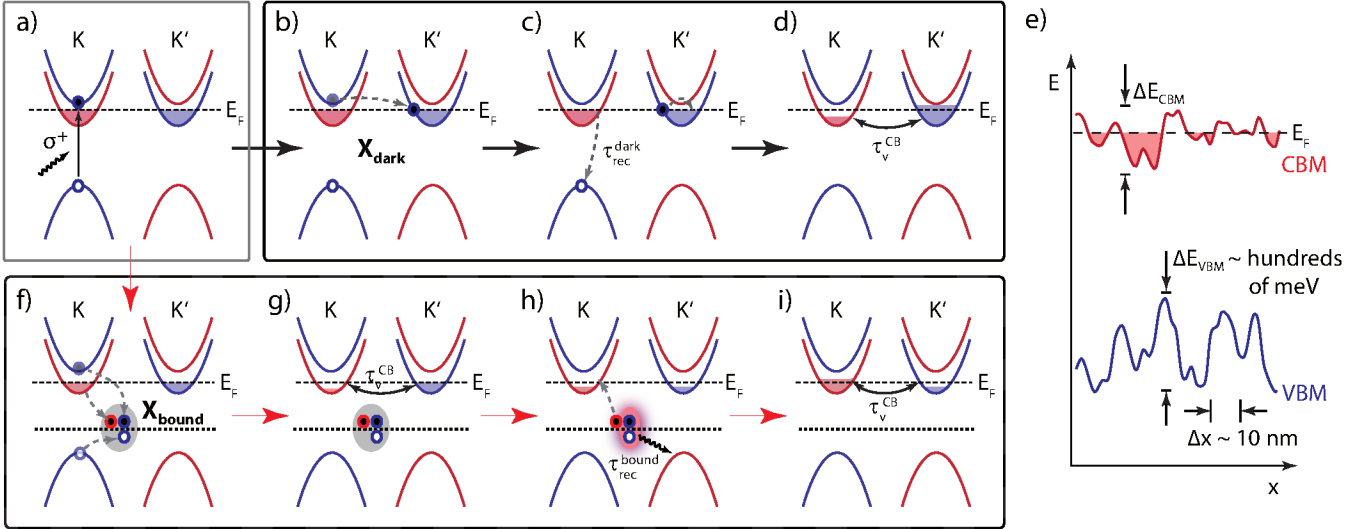 a)
K
K'
E_F
σ⁺
b)
K
K'
E_F
X_dark
c)
K
K'
E_F
τ_rec^dark
d)
K
K'
E_F
τ_v^CB
e)
E
ΔE_CBM
E_F
CBM
ΔE_VBM ~ hundreds
of meV
VBM
Δx ~ 10 nm
x
f)
K
K'
E_F
X_bound
g)
K
K'
τ_v^CB
E_F
h)
K
K'
E_F
τ_rec^bound
i)
K
K'
E_F
τ_v^CB